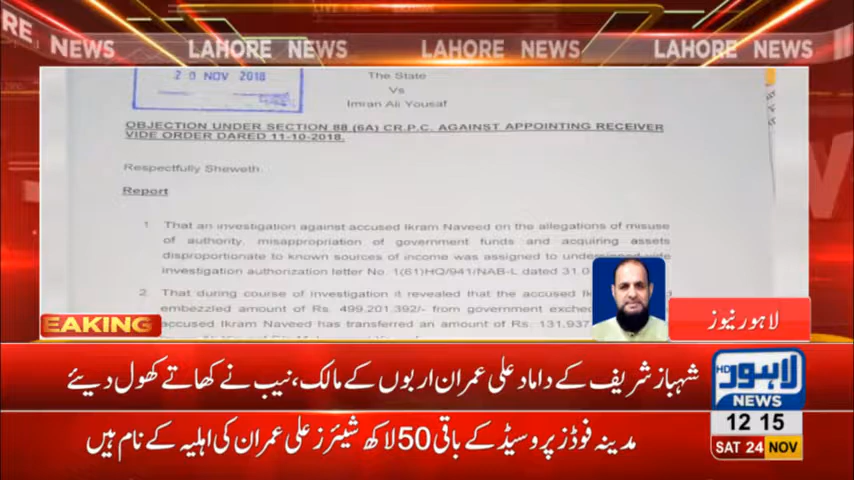 LAHORE NEWS LAHORE NEWS LAHORE NEWS LAHORE NEWS
20 NOV 2018
The State
Vs
Imran Ali Yousaf
OBJECTION UNDER SECTION 88 (6A) CR.P.C. AGAINST APPOINTING RECEIVER
VIDE ORDER DARED 11-10-2018.
Respectfully Sheweth
Report
1. That an investigation against accused Ikram Naveed on the allegations of misuse
of authority, misappropriation of government funds and acquiring assets
disproportionate to known sources of income was assigned to undersigned vide
investigation authorization letter No. 1(61)HQ/941/NAB-L dated 31.0
2. That during course of investigation it revealed that the accused
embezzled amount of Rs. 499,201,392/- from government
accused Ikram Naveed has transferred an amount of Rs. 131,937
EAKING
لاہور نیوز
شہباز شریف کے داماد علی عمران اربوں کے مالک، نیب نے کھاتے کھول دیئے
مدینہ فوڈز پروسیڈ کے باقی 50 لاکھ شیئرز علی عمران کی اہلیہ کے نام ہیں
HD لاہور
NEWS
12 15
SAT 24 NOV